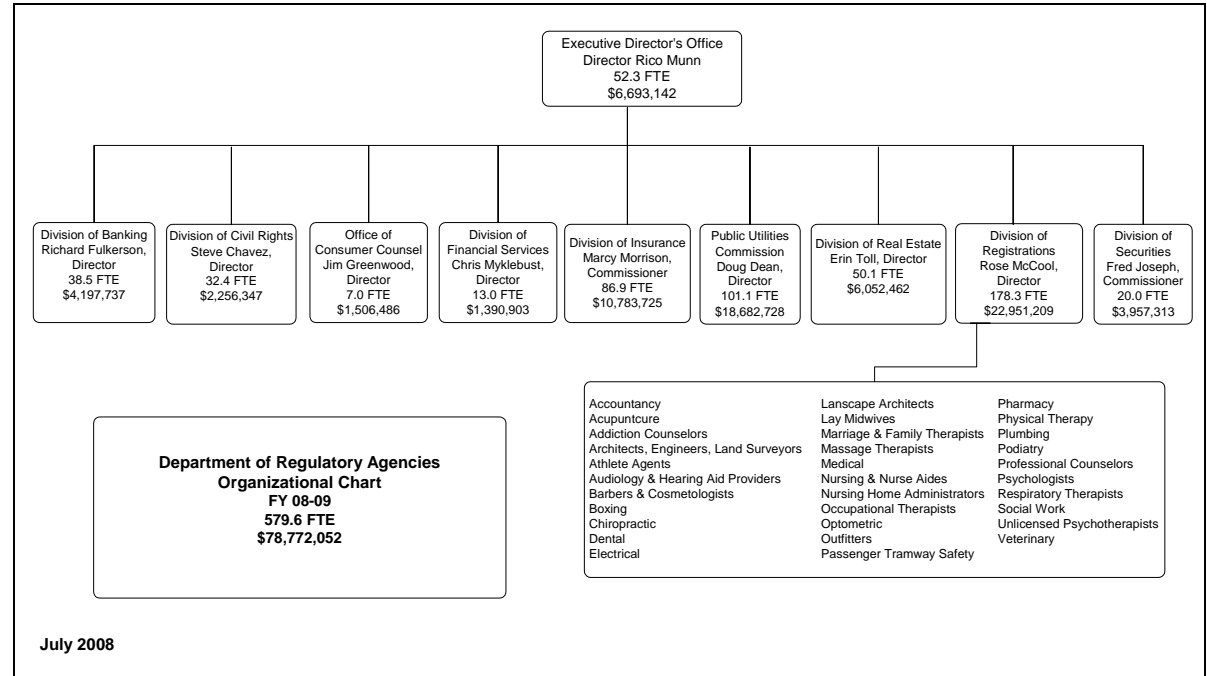 Executive Director's Office
Director Rico Munn
52.3 FTE
$6,693,142
Division of Banking
Richard Fulkerson,
Director
38.5 FTE
$4,197,737
Division of Civil Rights
Steve Chavez,
Director
32.4 FTE
$2,256,347
Office of
Consumer Counsel
Jim Greenwood,
Director
7.0 FTE
$1,506,486
Division of
Financial Services
Chris Myklebust,
Director
13.0 FTE
$1,390,903
Division of Insurance
Marcy Morrison,
Commissioner
86.9 FTE
$10,783,725
Public Utilities
Commission
Doug Dean,
Director
101.1 FTE
$18,682,728
Division of Real Estate
Erin Toll, Director
50.1 FTE
$6,052,462
Division of
Registrations
Rose McCool,
Director
178.3 FTE
$22,951,209
Division of
Securities
Fred Joseph,
Commissioner
20.0 FTE
$3,957,313
Accountancy
Acupuntcure
Addiction Counselors
Architects, Engineers, Land Surveyors
Athlete Agents
Audiology & Hearing Aid Providers
Barbers & Cosmetologists
Boxing
Chiropractic
Dental
Electrical
Lanscape Architects
Lay Midwives
Marriage & Family Therapists
Massage Therapists
Medical
Nursing & Nurse Aides
Nursing Home Administrators
Occupational Therapists
Optometric
Outfitters
Passenger Tramway Safety
Pharmacy
Physical Therapy
Plumbing
Podiatry
Professional Counselors
Psychologists
Respiratory Therapists
Social Work
Unlicensed Psychotherapists
Veterinary
Department of Regulatory Agencies
Organizational Chart
FY 08-09
579.6 FTE
$78,772,052
July 2008